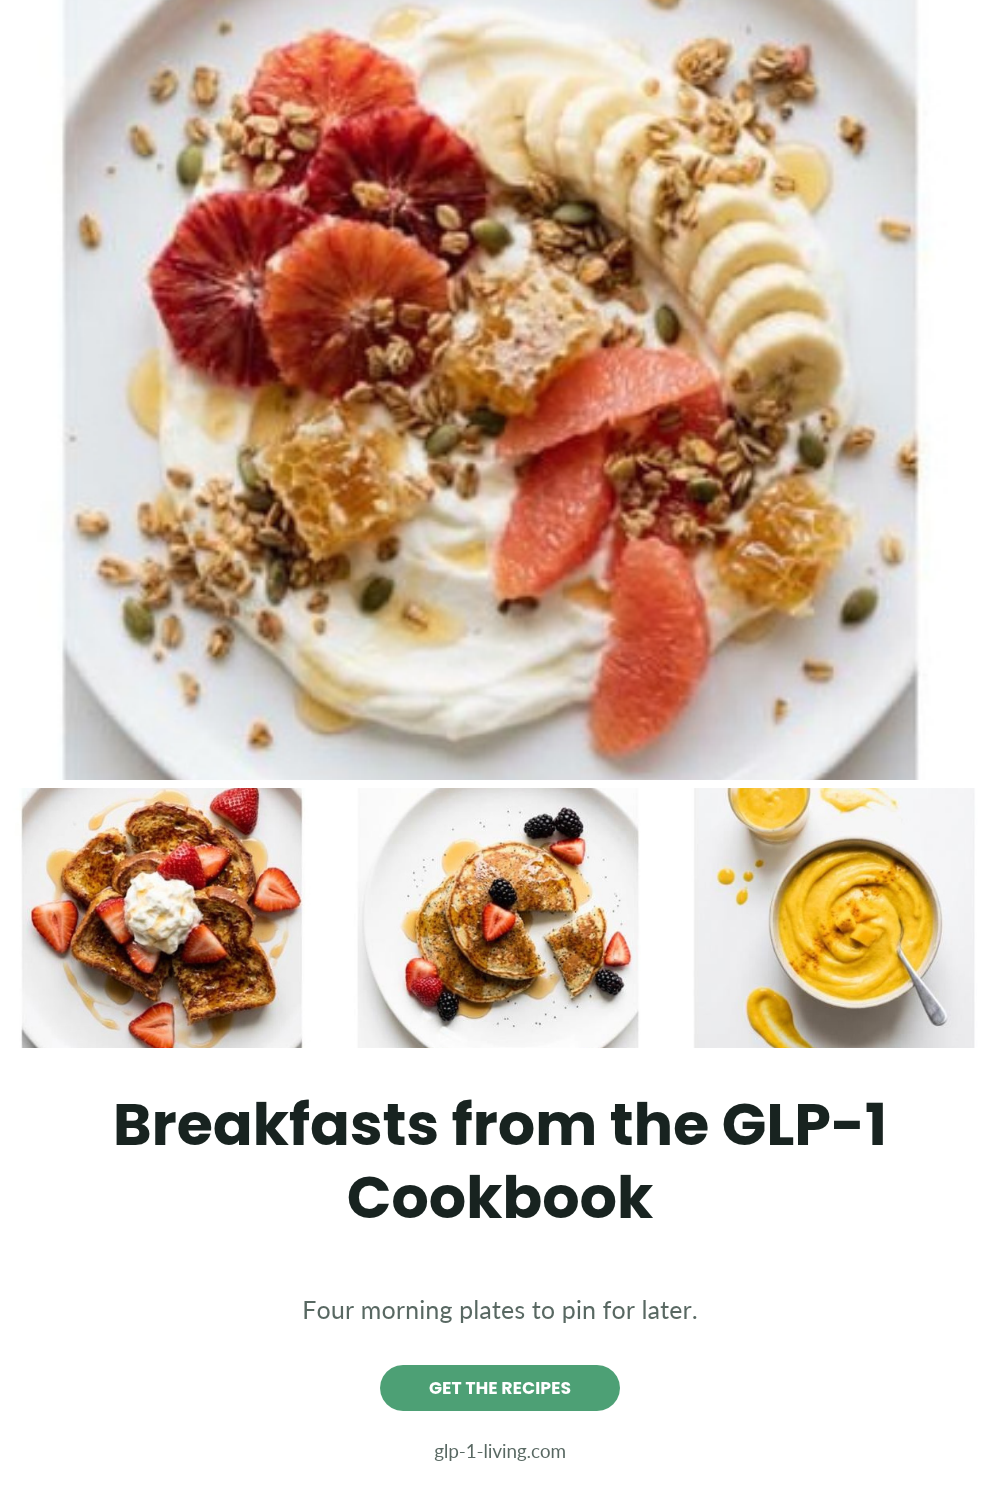 Breakfasts from the GLP-1
Cookbook
Four morning plates to pin for later.
GET THE RECIPES
glp-1-living.com